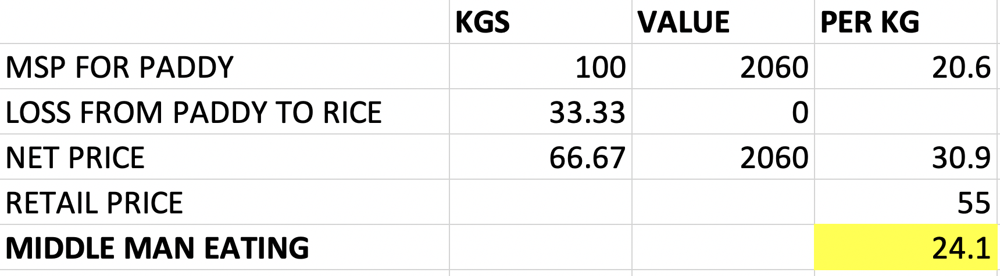 KGS VALUE PER KG
MSP FOR PADDY 100 2060 20.6
LOSS FROM PADDY TO RICE 33.33 0
NET PRICE 66.67 2060 30.9
RETAIL PRICE 55
MIDDLE MAN EATING 24.1